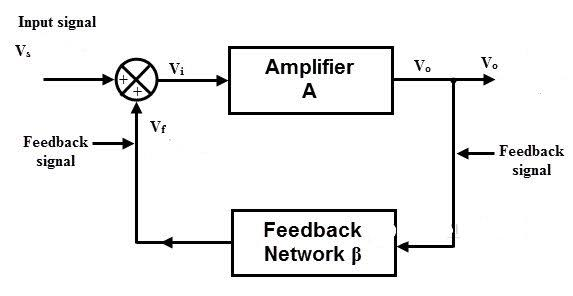 Input signal
Vs
+
+
Vi
Amplifier
A
Vo
Vo
Vf
Feedback
signal
Feedback
signal
Feedback
Network β